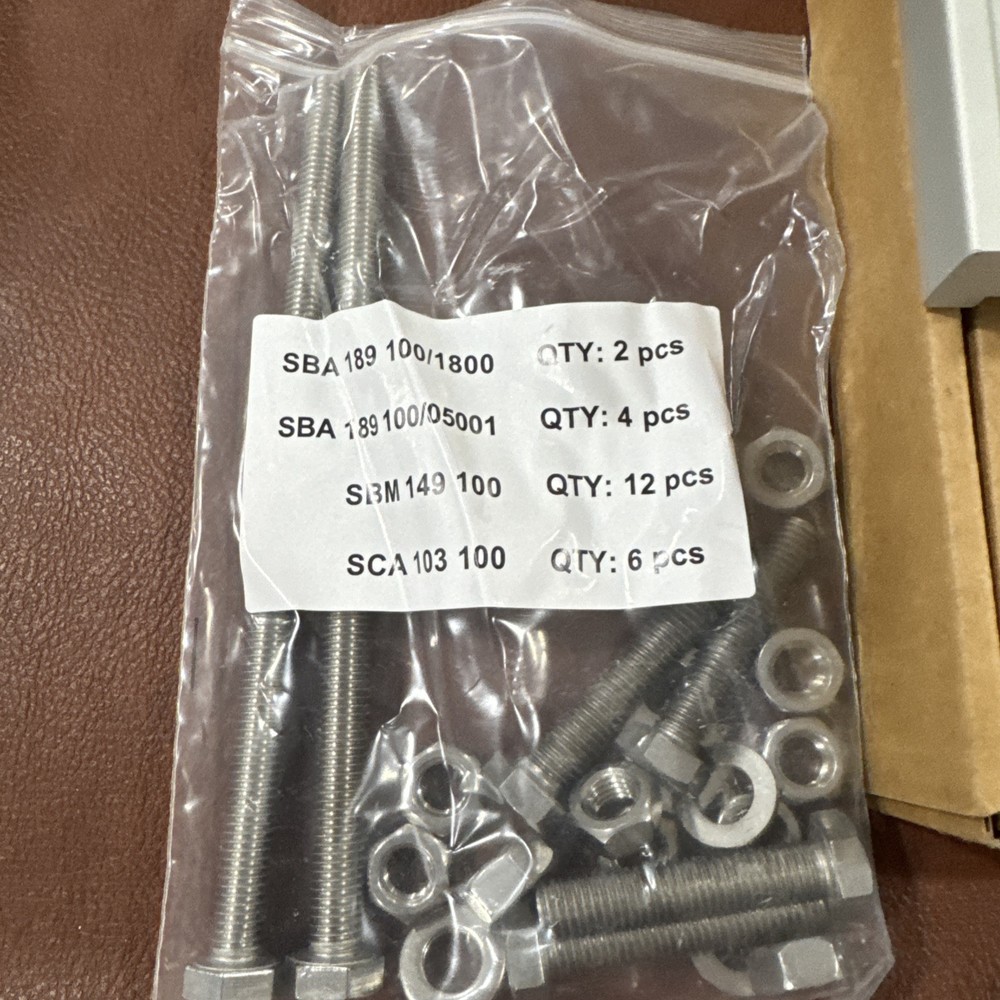 SBA 189 100/1800 QTY: 2 pcs
SBA 189 100/05001 QTY: 4 pcs
SBM 149 100 QTY: 12 pcs
SCA 103 100 QTY: 6 pcs